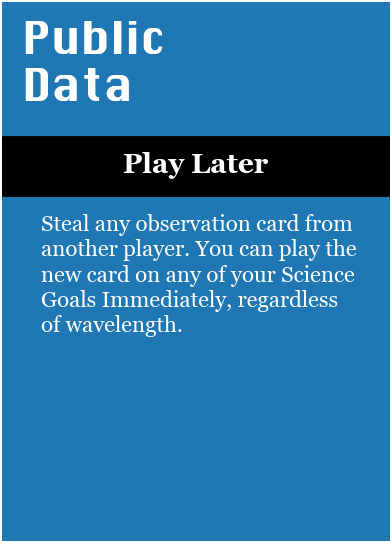 Public
Data
Play Later
Steal any observation card from
another player. You can play the
new card on any of your Science
Goals Immediately, regardless
of wavelength.